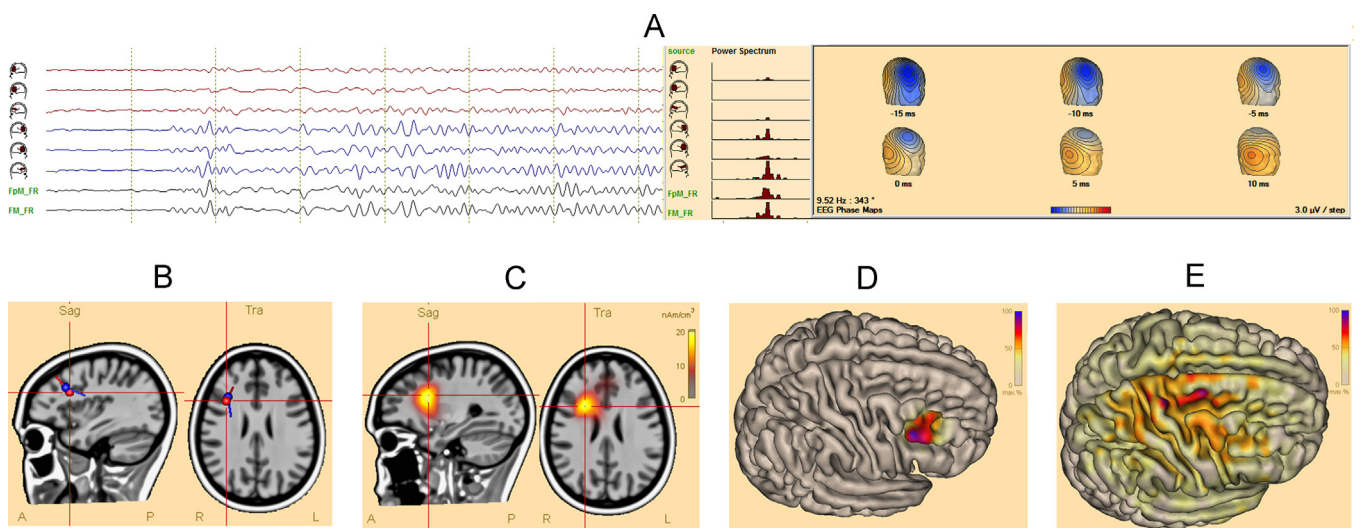 A
source Power Spectrum
-15 ms -10 ms -5 ms
0 ms 5 ms 10 ms
FpM_FR FpM_FR
FM_FR FM_FR
9.52 Hz : 343 °
EEG Phase Maps 3.0 µV / step
B C D E
Sag Tra Sag Tra nAm/cm³
20
10
0
100
50
0
max %
100
50
0
max %
A P R L A P R L